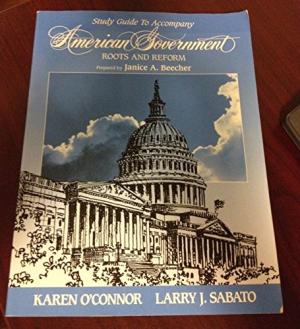 Study Guide To Accompany
American Government
ROOTS AND REFORM
Prepared by Janice A. Beecher
KAREN O'CONNOR LARRY J. SABATO